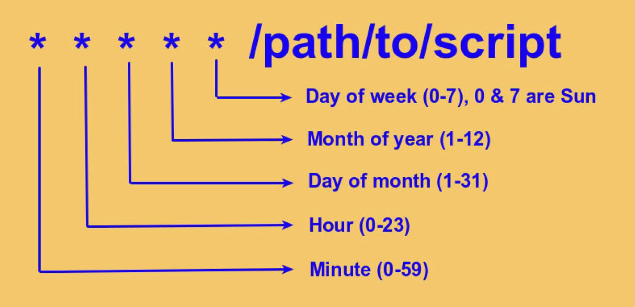 * * * * * /path/to/script
Day of week (0-7), 0 & 7 are Sun
Month of year (1-12)
Day of month (1-31)
Hour (0-23)
Minute (0-59)